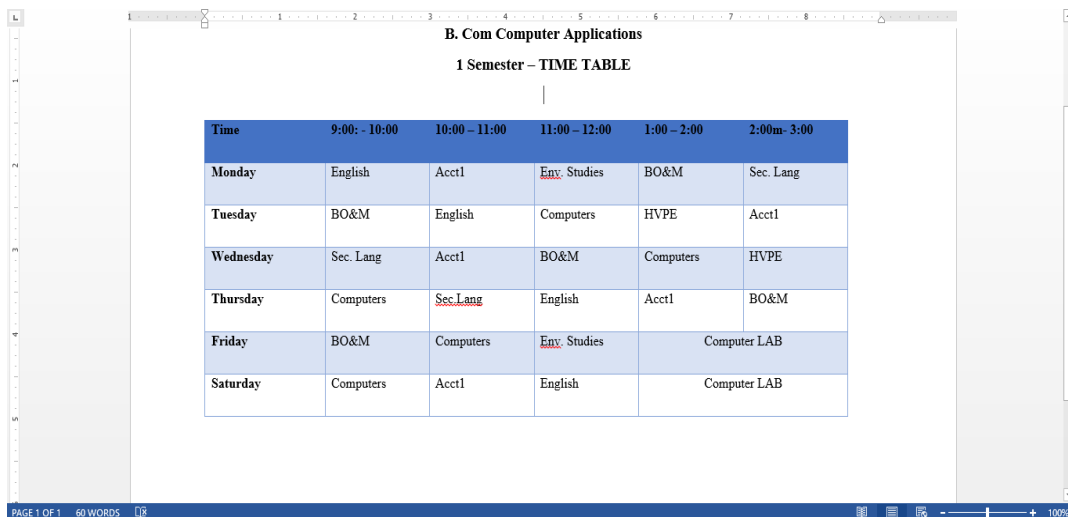 B. Com Computer Applications
1 Semester – TIME TABLE
Time 9:00: - 10:00 10:00 – 11:00 11:00 – 12:00 1:00 – 2:00 2:00m- 3:00
Monday English Acct1 Env. Studies BO&M Sec. Lang
Tuesday BO&M English Computers HVPE Acct1
Wednesday Sec. Lang Acct1 BO&M Computers HVPE
Thursday Computers Sec.Lang English Acct1 BO&M
Friday BO&M Computers Env. Studies Computer LAB
Saturday Computers Acct1 English Computer LAB
PAGE 1 OF 1 60 WORDS 100%